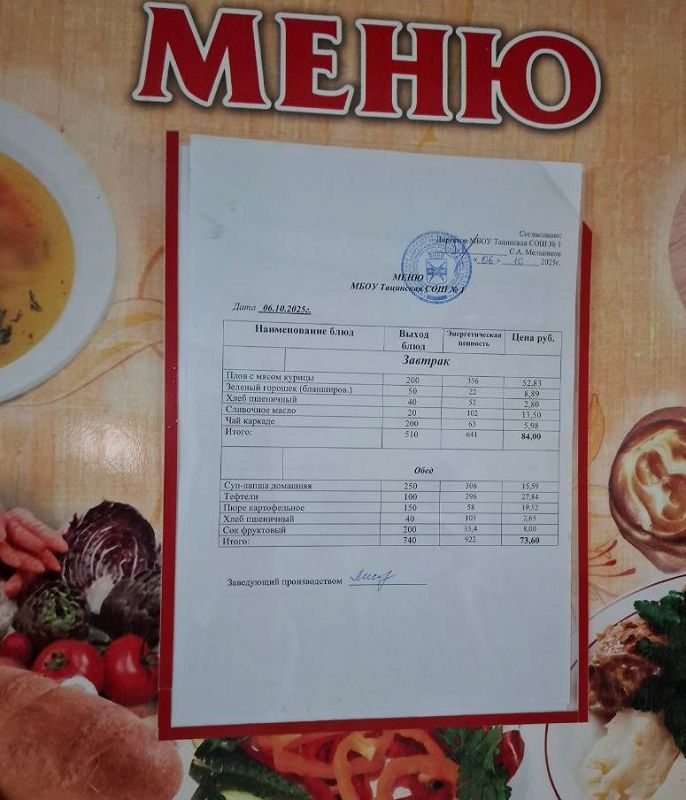 МЕНЮ
Согласовано:
Директор МБОУ Тацинская СОШ № 1
С.А. Мельников
« 06 » 10 2025г.
МЕНЮ
МБОУ Тацинская СОШ № 1
Дата 06.10.2025г.
Наименование блюд Выход блюд Энергетическая ценность Цена руб.
Завтрак
Плов с мясом курицы 200 356 52,83
Зеленый горошек (бланширов.) 50 22 8,89
Хлеб пшеничный 40 53 2,80
Сливочное масло 20 102 13,50
Чай каркаде 200 63 5,98
Итого: 510 641 84,00
Обед
Суп-лапша домашняя 250 306 15,59
Тефтели 100 396 27,84
Пюре картофельное 150 58 19,52
Хлеб пшеничный 40 103 2,65
Сок фруктовый 200 35,4 8,00
Итого: 740 922 73,60
Заведующий производством